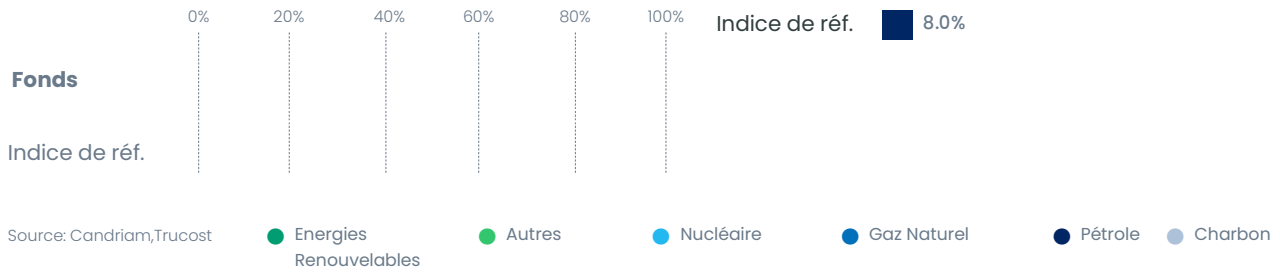 0% 20% 40% 60% 80% 100%
Indice de réf. 8.0%
Fonds
Indice de réf.
Source: Candriam,Trucost
Energies
Renouvelables
Autres
Nucléaire
Gaz Naturel
Pétrole
Charbon